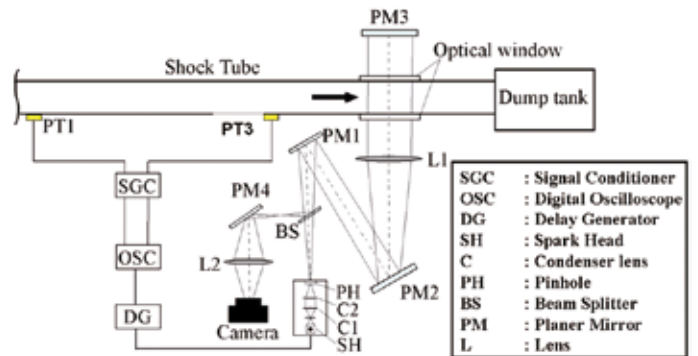 PM3
Optical window
Shock Tube
Dump tank
PT1
PT3
PM1
L1
SGC
PM4
BS
OSC
L2
PM2
PH
C2
DG
Camera
C1
SH
SGC : Signal Conditioner
OSC : Digital Oscilloscope
DG : Delay Generator
SH : Spark Head
C : Condenser lens
PH : Pinhole
BS : Beam Splitter
PM : Planer Mirror
L : Lens